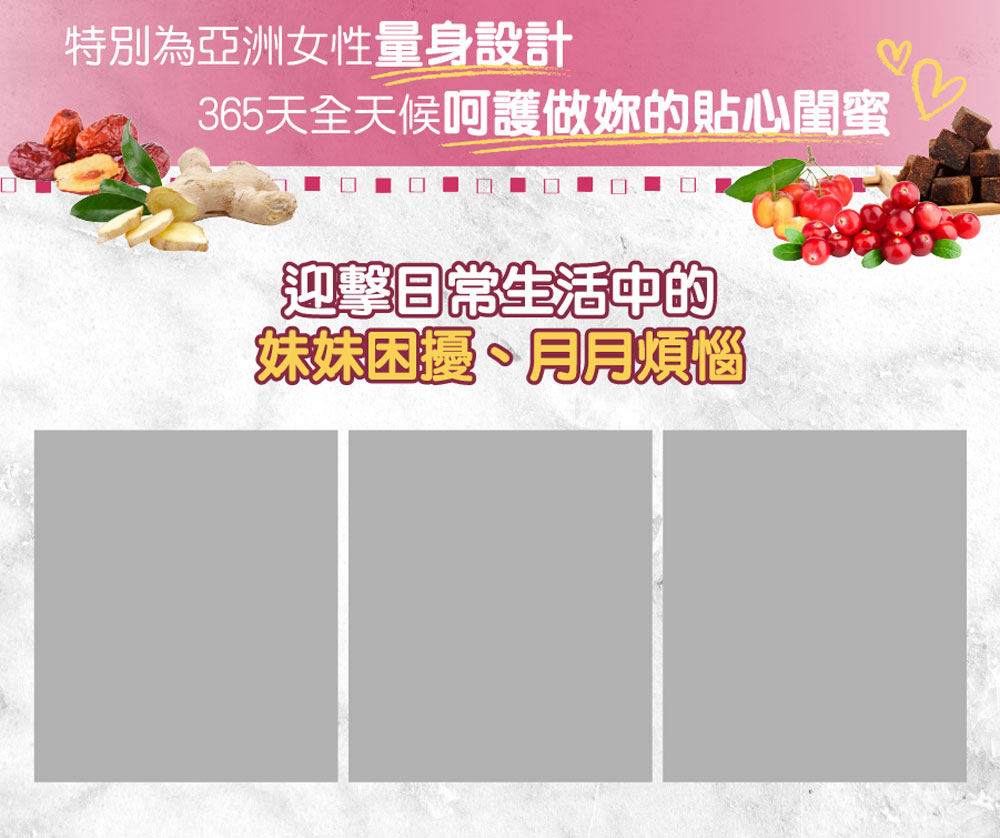 特別為亞洲女性量身設計
365天全天候呵護做妳的貼心閨蜜
迎擊日常生活中的
妹妹困擾、月月煩惱